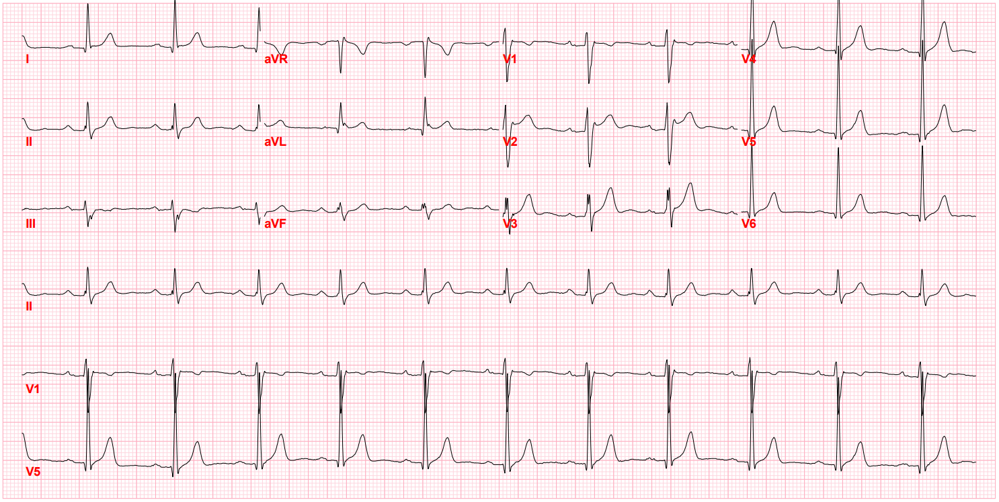 I aVR V1 V4
II aVL V2 V5
III aVF V3 V6
II
V1
V5